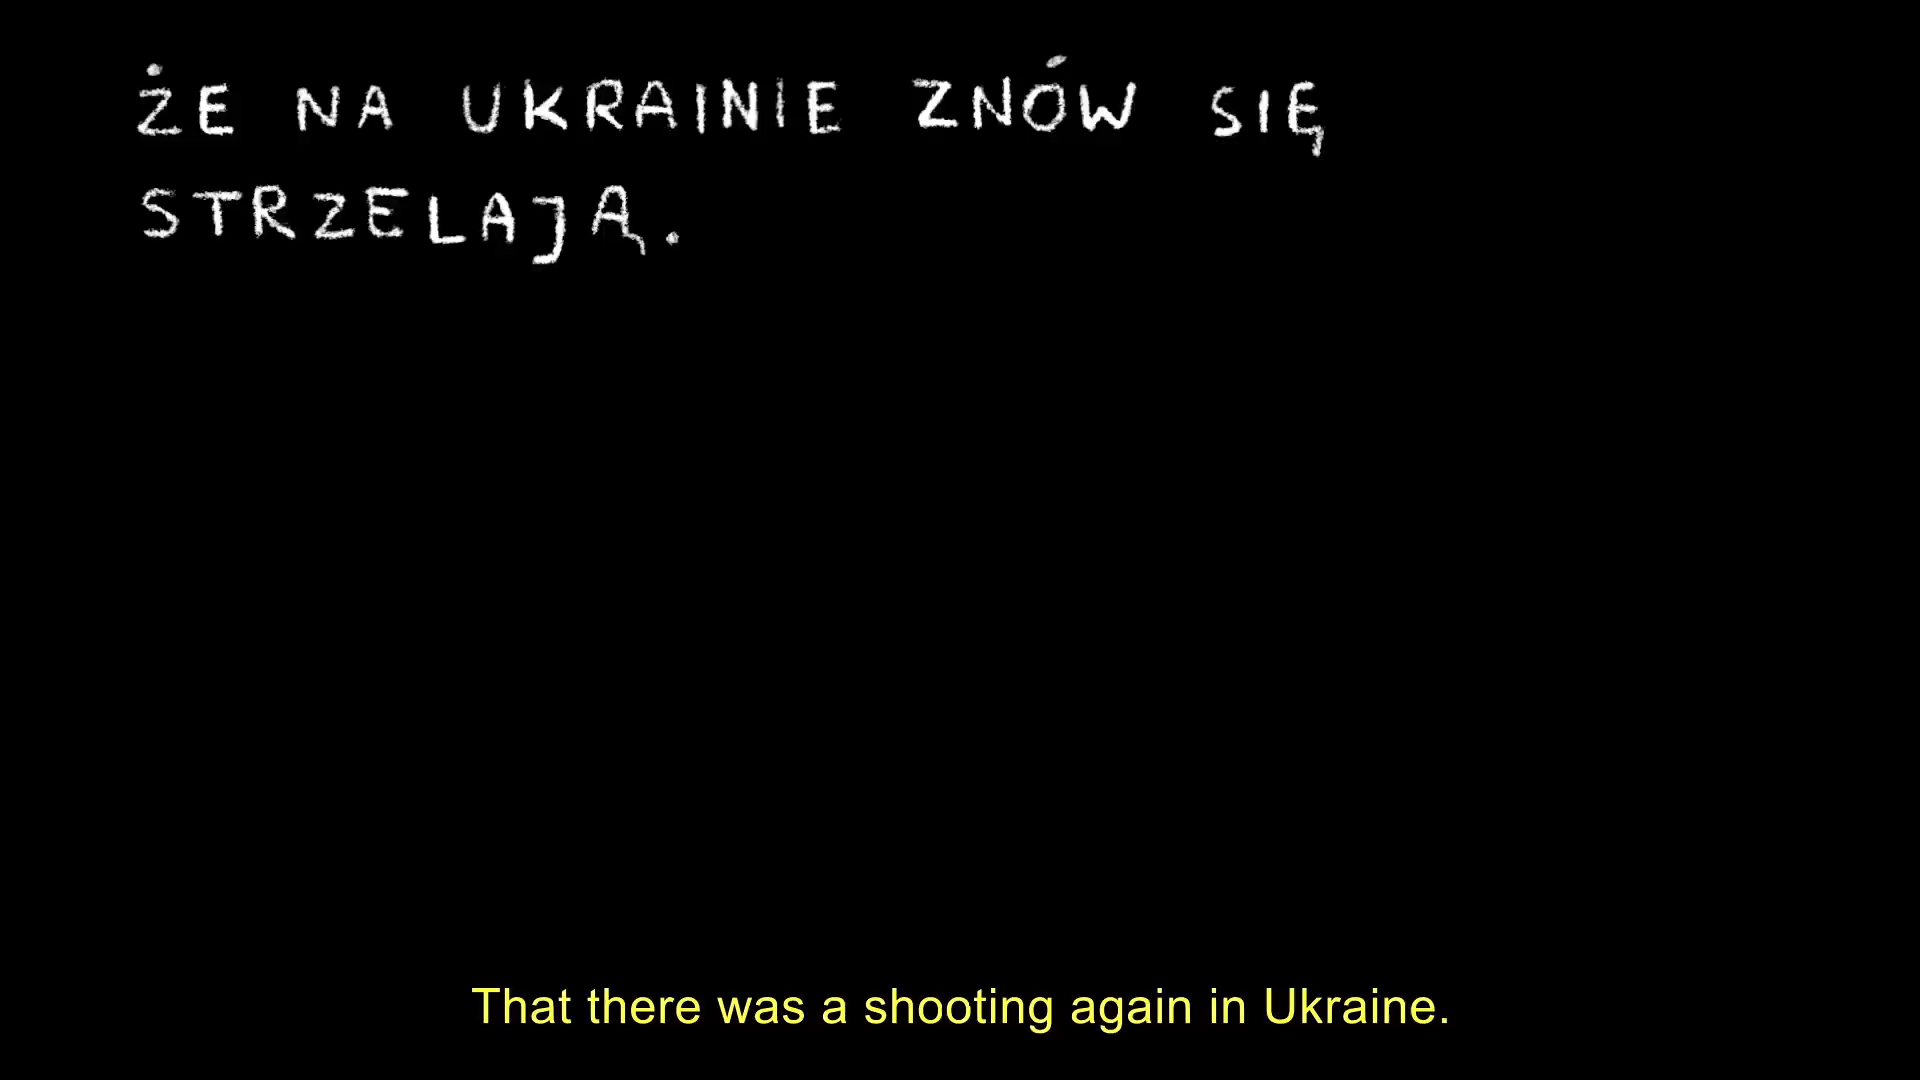 ŻE NA UKRAINIE ZNÓW SIĘ
STRZELAJĄ.
That there was a shooting again in Ukraine.